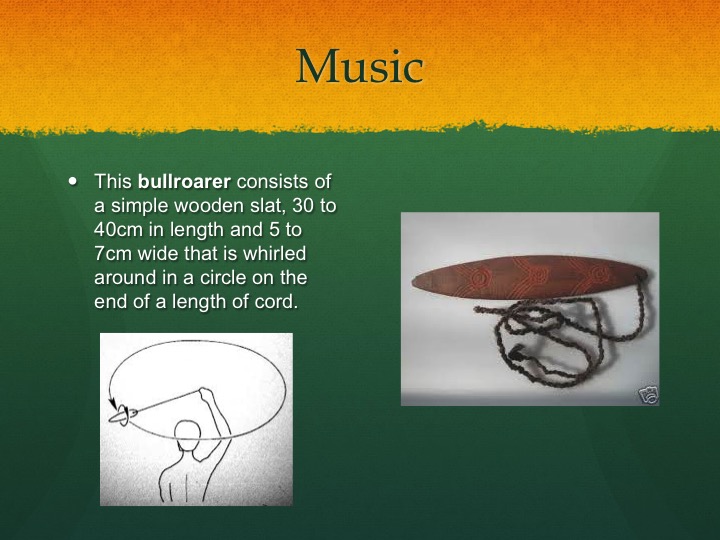 Music
This bullroarer consists of
a simple wooden slat, 30 to
40cm in length and 5 to
7cm wide that is whirled
around in a circle on the
end of a length of cord.